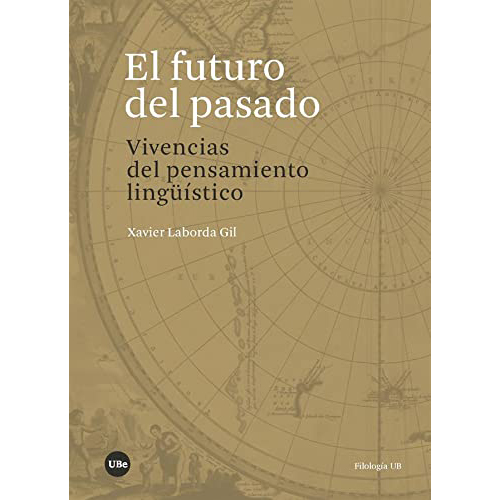 El futuro
del pasado
Vivencias
del pensamiento
lingüístico
Xavier Laborda Gil
UBe
Filología UB